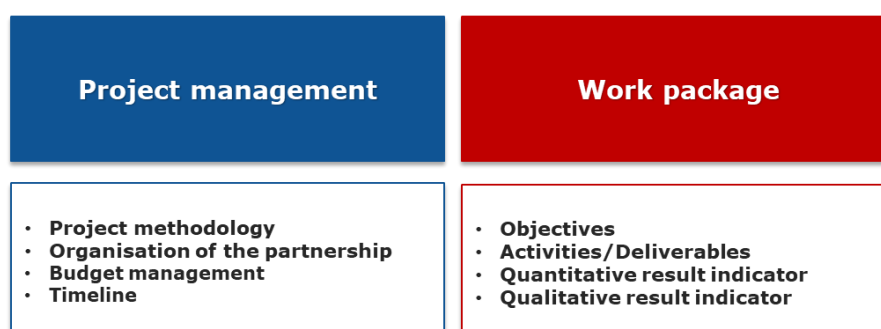 Project management
• Project methodology
• Organisation of the partnership
• Budget management
• Timeline
Work package
• Objectives
• Activities/Deliverables
• Quantitative result indicator
• Qualitative result indicator